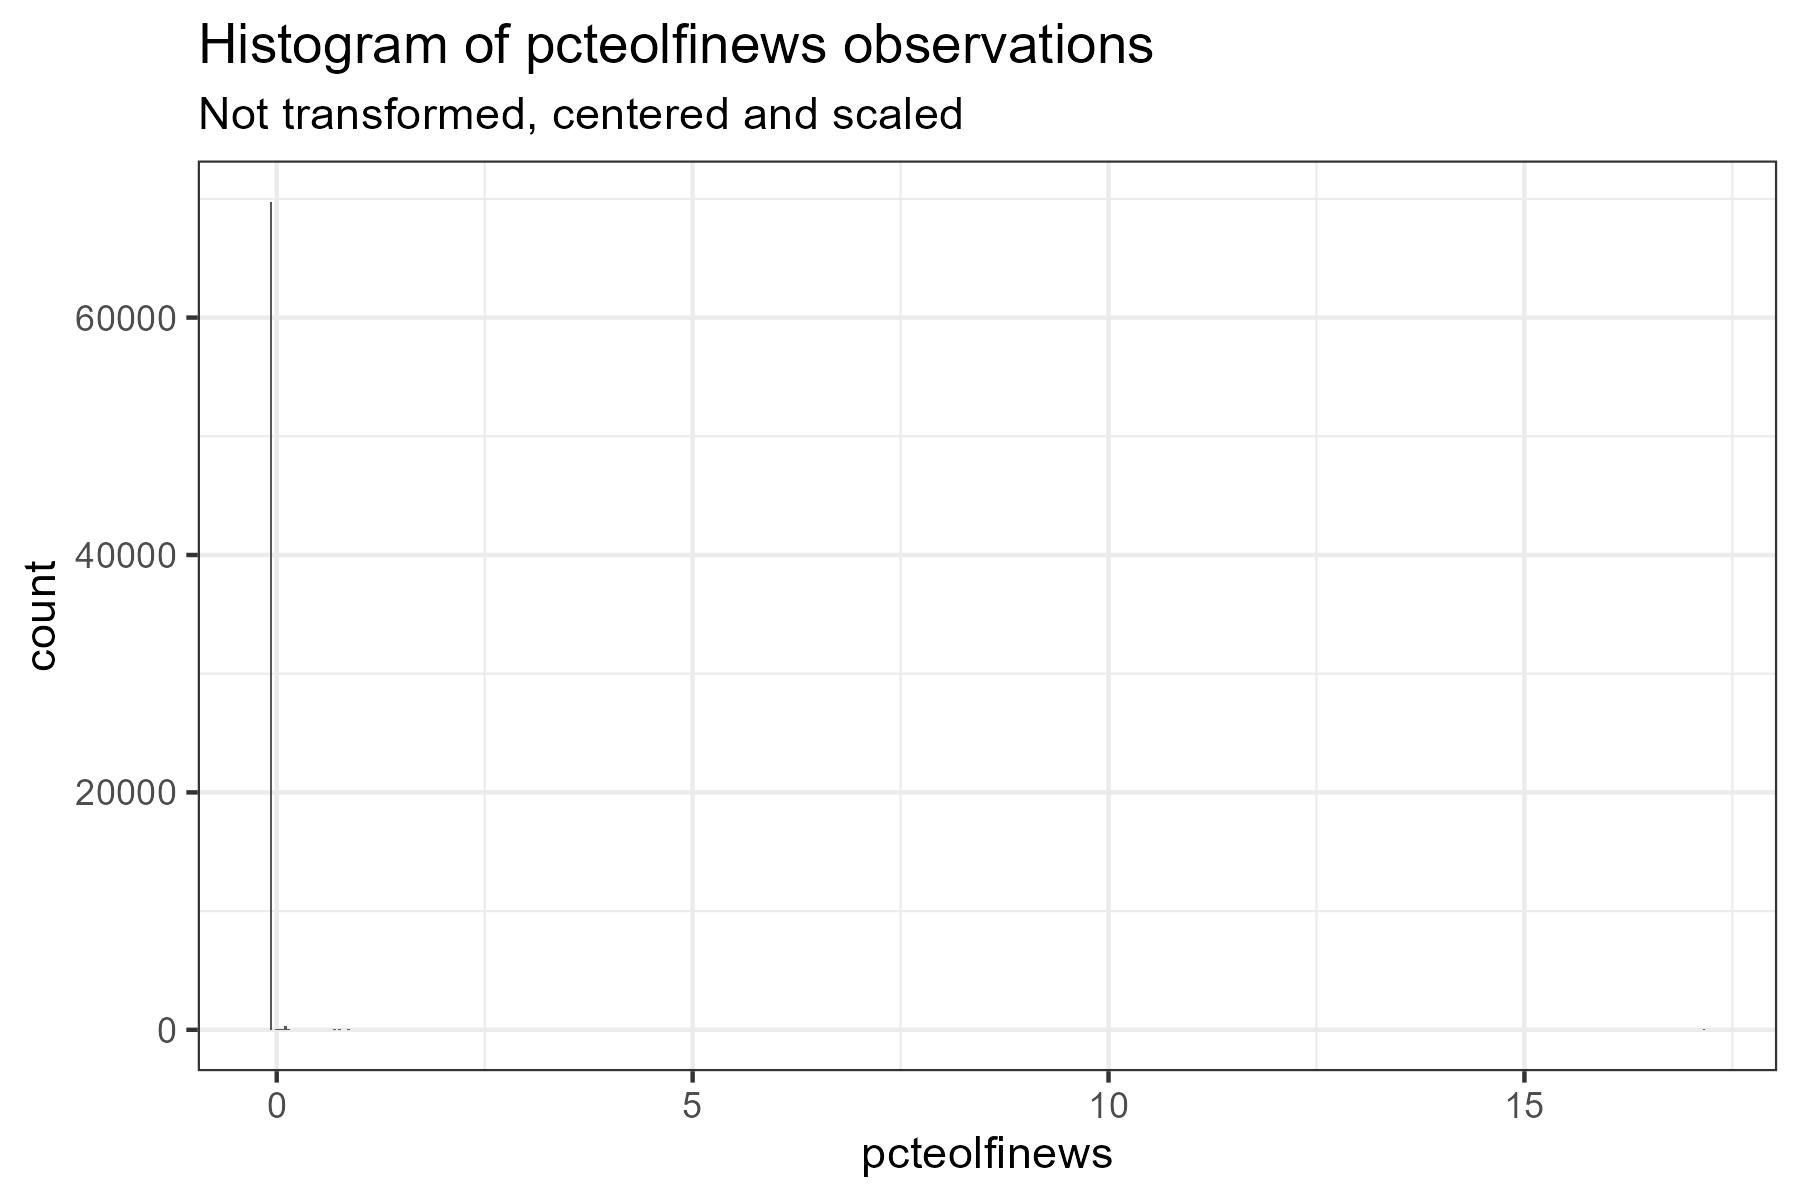 Histogram of pcteolfinews observations
Not transformed, centered and scaled
60000
40000
20000
0
count
0 5 10 15
pcteolfinews